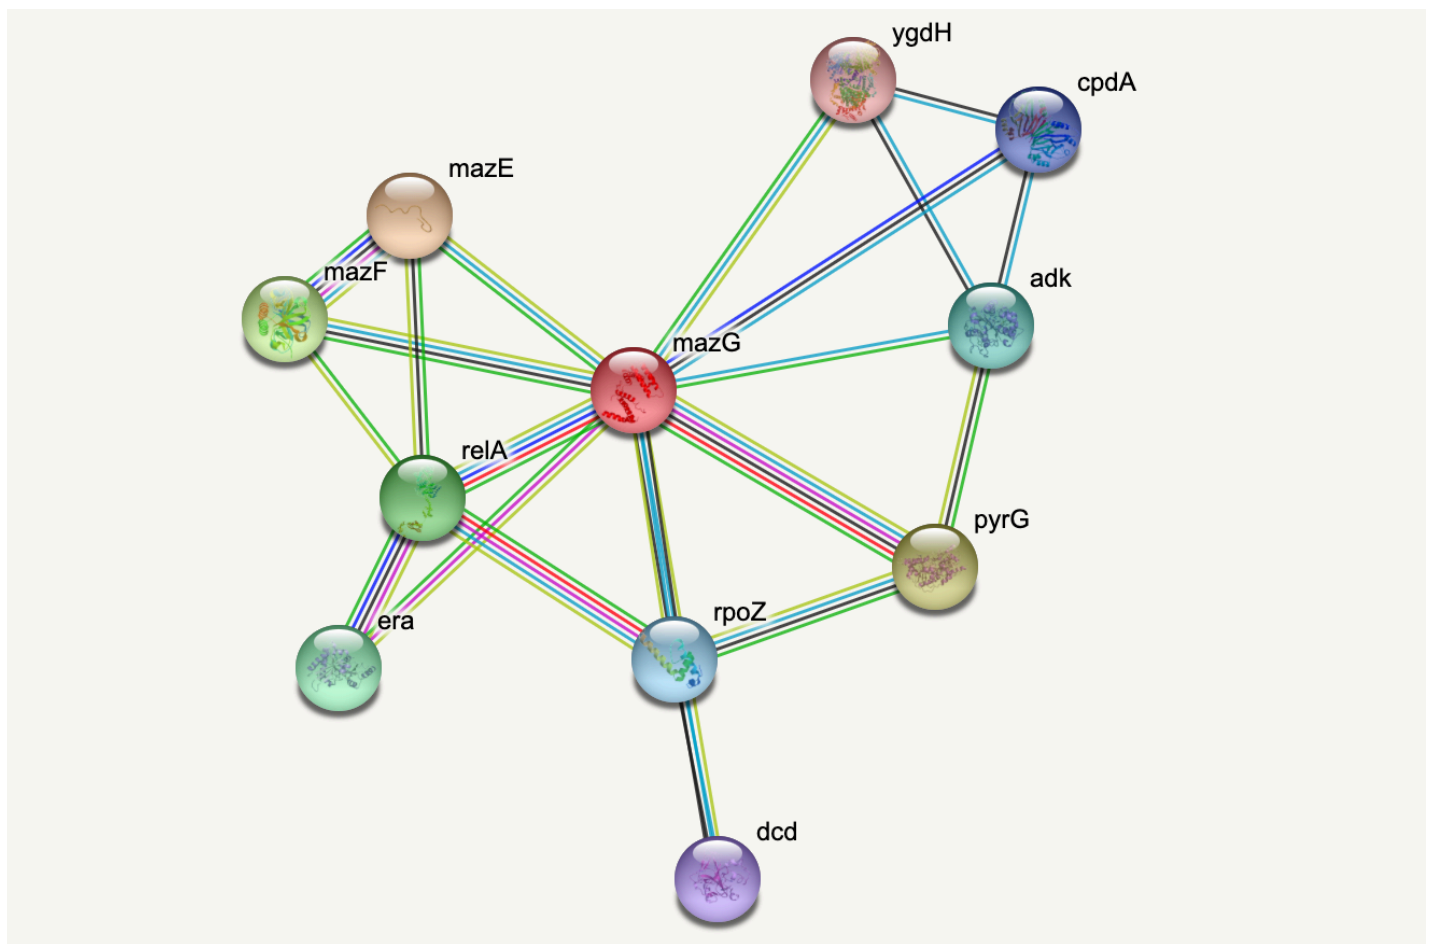 ygdH
cpdA
mazE
mazF
adk
mazG
relA
pyrG
rpoZ
era
dcd